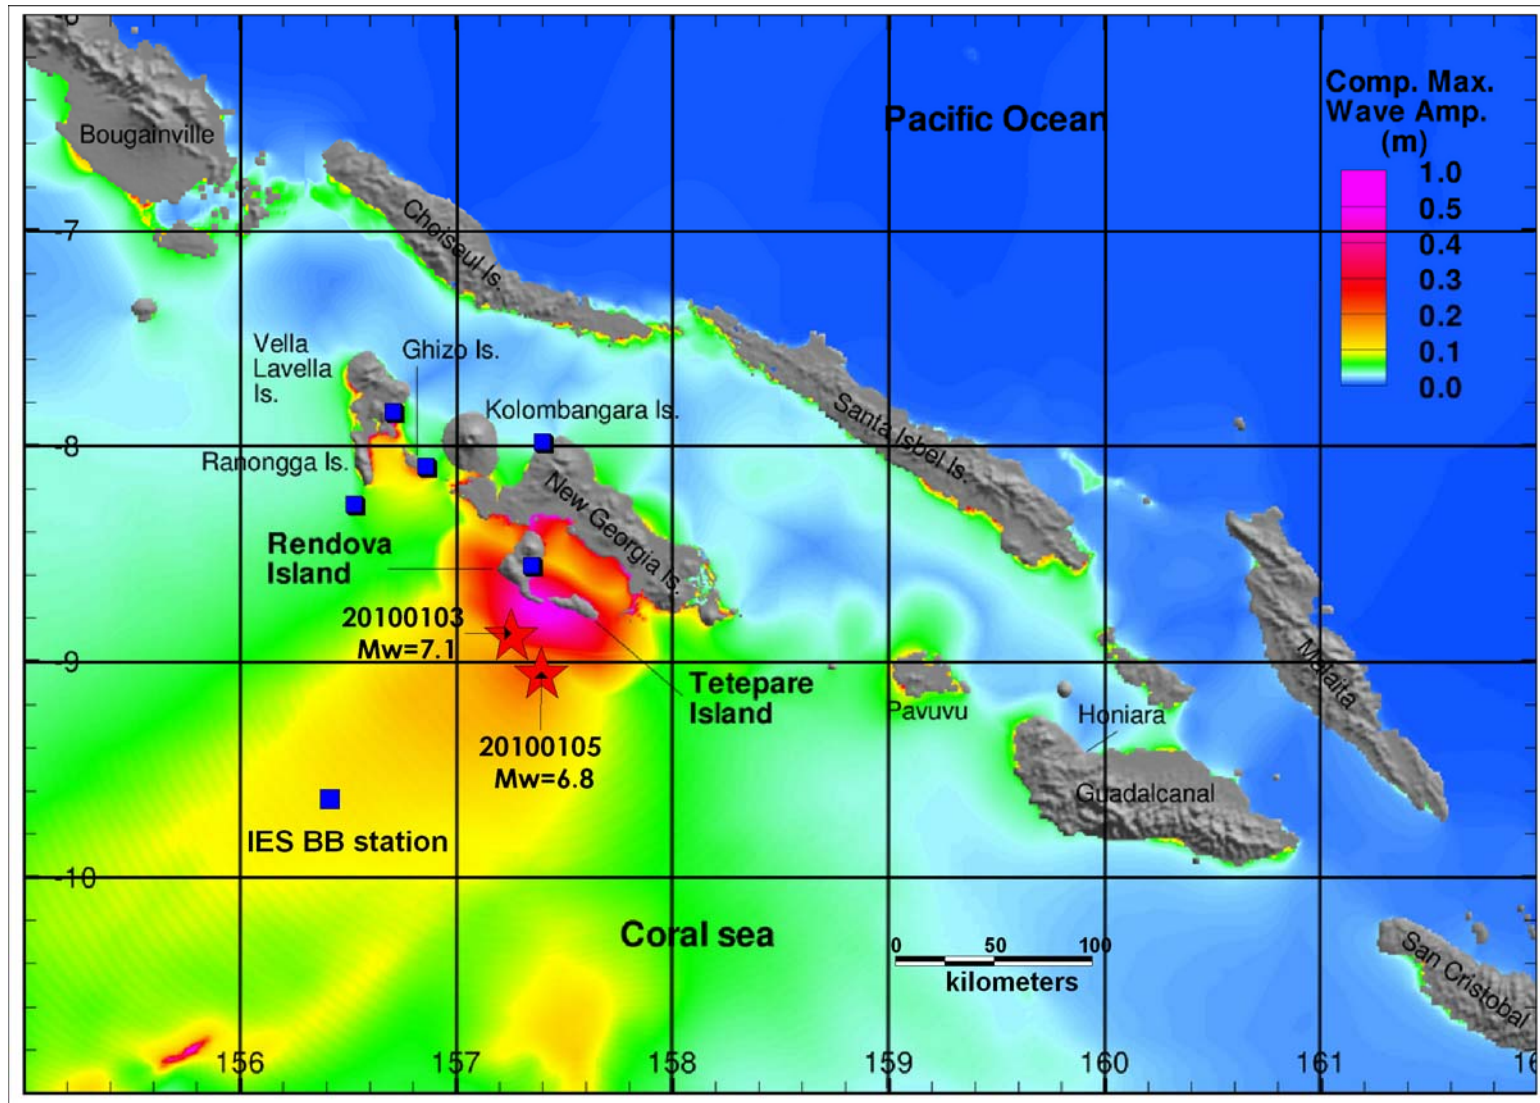 -6
Pacific Ocean
Comp. Max.
Wave Amp.
(m)
1.0
0.5
0.4
0.3
0.2
0.1
0.0
Bougainville
-7
Choiseul Is.
Vella
Lavella
Is.
Ghizo Is.
Kolombangara Is.
Santa Isbel Is.
-8
Ranongga Is.
New Georgia Is.
Rendova
Island
20100103
Mw=7.1
-9
Tetepare
Island
Pavuvu
Malaita
Honiara
20100105
Mw=6.8
Guadalcanal
IES BB station
-10
Coral sea
0 50 100
kilometers
San Cristobal
156 157 158 159 160 161 16